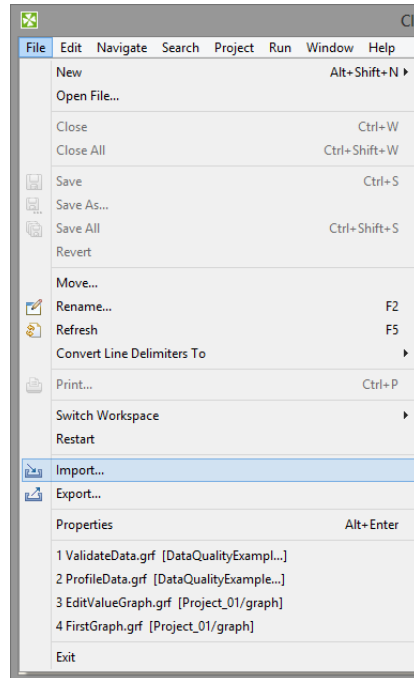 Cl
File Edit Navigate Search Project Run Window Help
New Alt+Shift+N
Open File...
Close Ctrl+W
Close All Ctrl+Shift+W
Save Ctrl+S
Save As...
Save All Ctrl+Shift+S
Revert
Move...
Rename... F2
Refresh F5
Convert Line Delimiters To
Print... Ctrl+P
Switch Workspace
Restart
Import...
Export...
Properties Alt+Enter
1 ValidateData.grf [DataQualityExampl...]
2 ProfileData.grf [DataQualityExample...]
3 EditValueGraph.grf [Project_01/graph]
4 FirstGraph.grf [Project_01/graph]
Exit